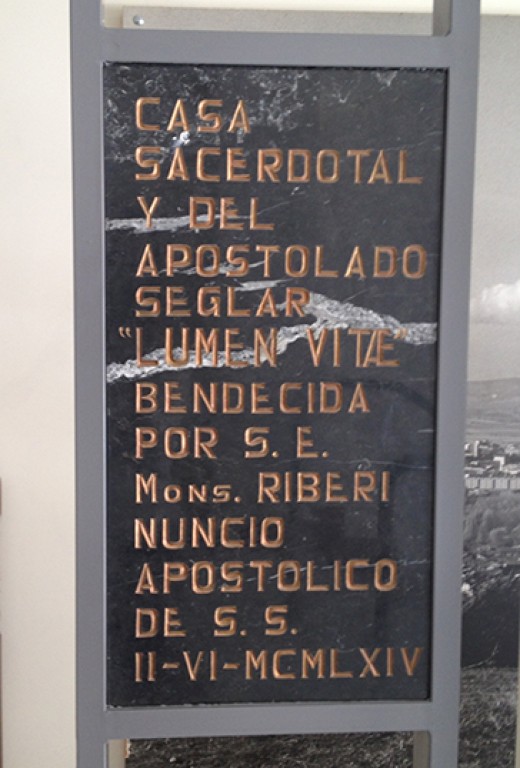 CASA
SACERDOTAL
Y DEL
APOSTOLADO
SEGLAR
"LUMEN VITÆ"
BENDECIDA
POR S. E.
MONS. RIBERI
NUNCIO
APOSTOLICO
DE S. S.
II-VI-MCMLXIV